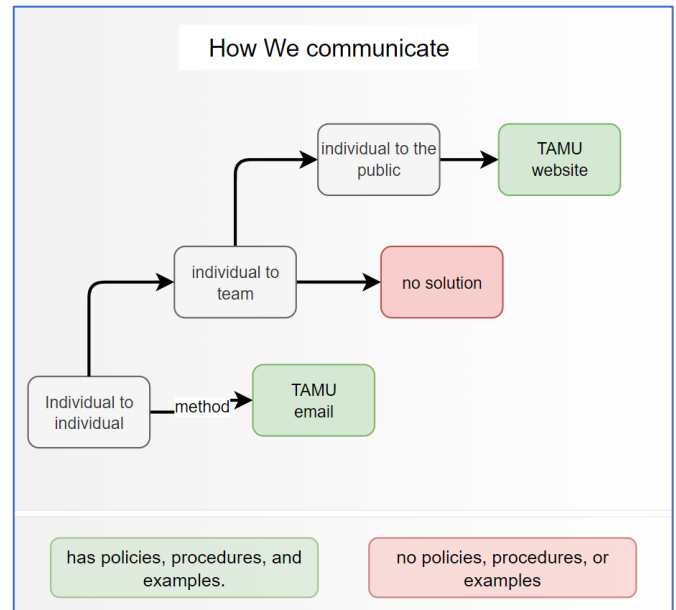 How We communicate
individual to the
public
TAMU
website
individual to
team
no solution
Individual to
individual
method
TAMU
email
has policies, procedures, and
examples.
no policies, procedures, or
examples